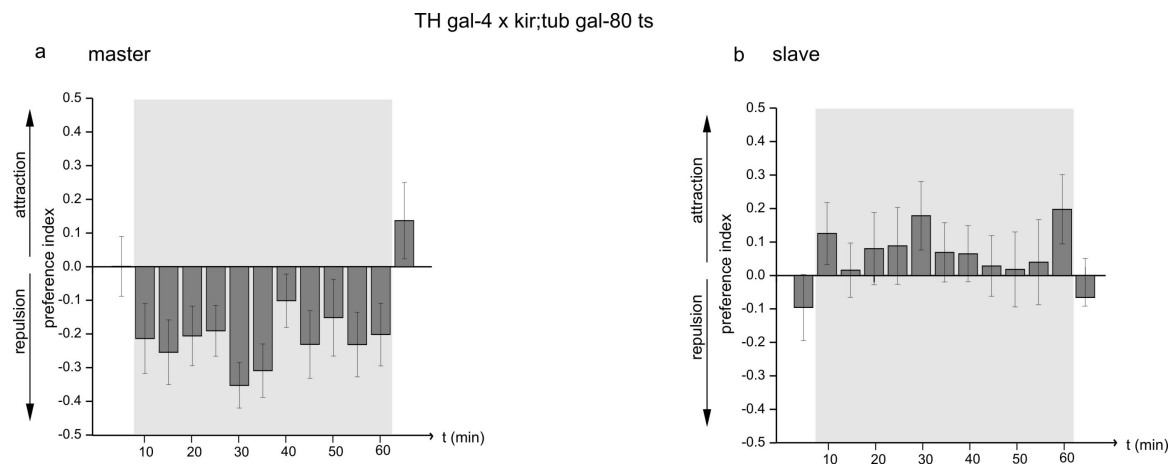 TH gal-4 x kir;tub gal-80 ts
a master
attraction
repulsion
preference index
0.5
0.4
0.3
0.2
0.1
0.0
-0.1
-0.2
-0.3
-0.4
-0.5
10 20 30 40 50 60 t (min)
b slave
attraction
repulsion
preference index
0.5
0.4
0.3
0.2
0.1
0.0
-0.1
-0.2
-0.3
-0.4
-0.5
10 20 30 40 50 60 t (min)